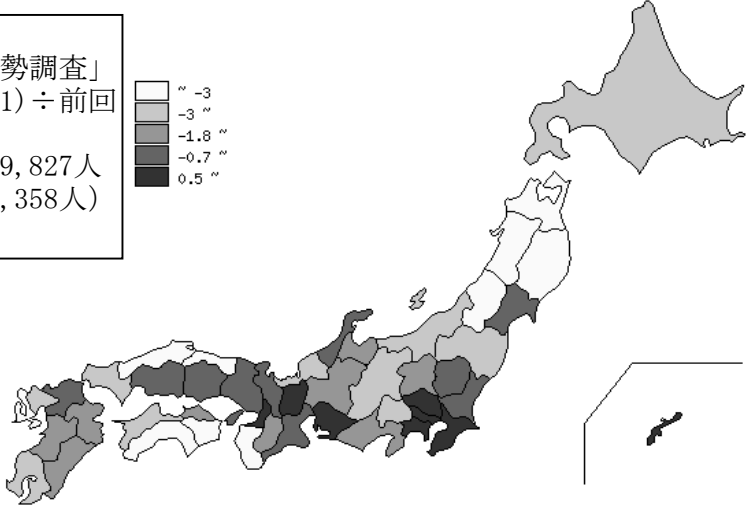 勢調査」
1)÷前回
9,827人
,358人)
~ -3
-3 ~
-1.8 ~
-0.7 ~
0.5 ~